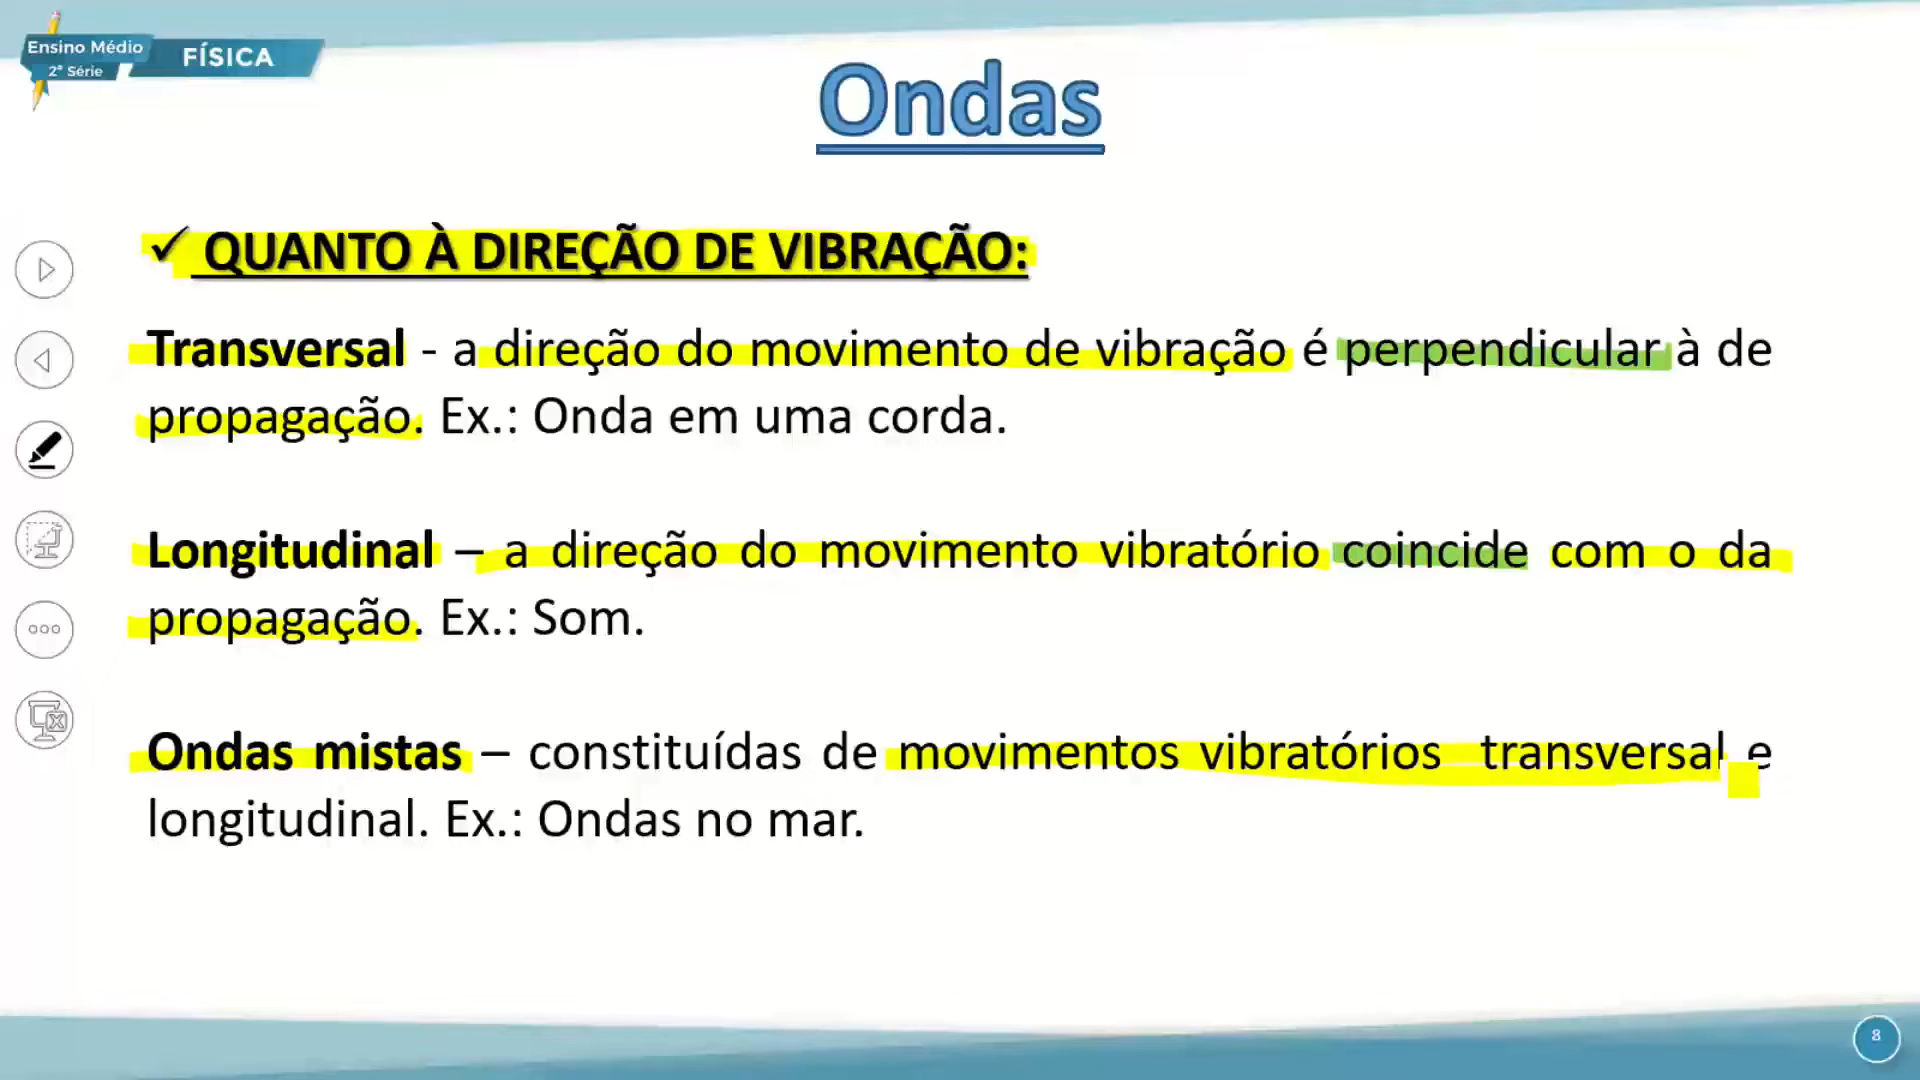 Ensino Médio
2ª Série
FÍSICA
Ondas
✓ QUANTO À DIREÇÃO DE VIBRAÇÃO:
Transversal - a direção do movimento de vibração é perpendicular à de
propagação. Ex.: Onda em uma corda.
Longitudinal – a direção do movimento vibratório coincide com o da
propagação. Ex.: Som.
Ondas mistas – constituídas de movimentos vibratórios transversal e
longitudinal. Ex.: Ondas no mar.
8